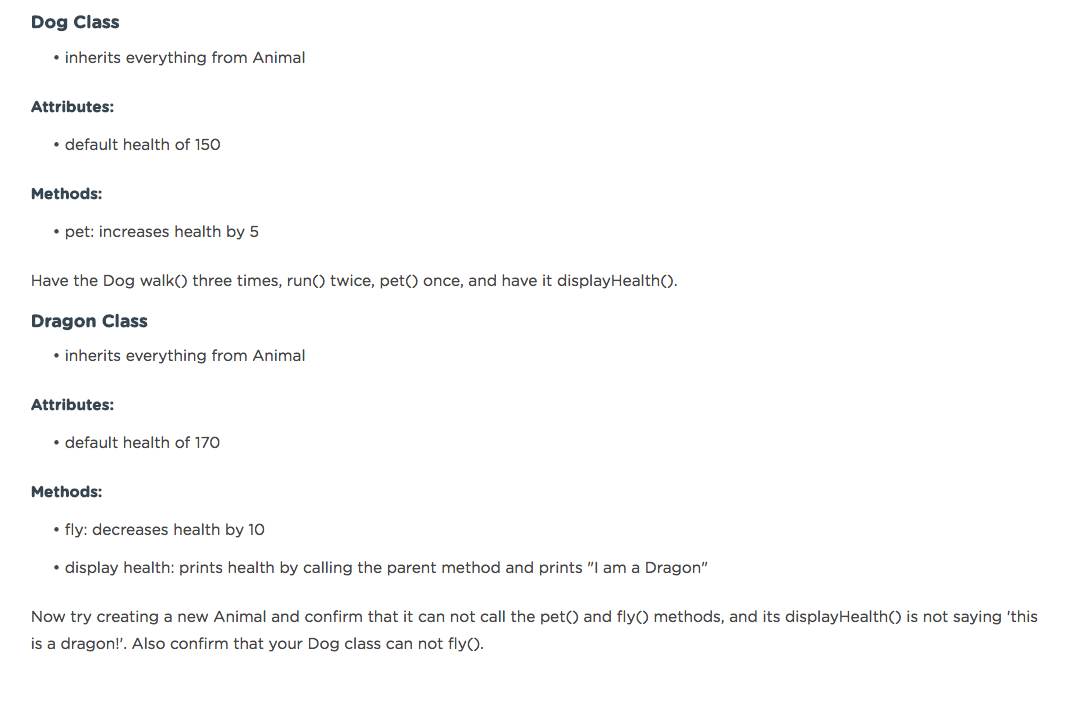 Dog Class
• inherits everything from Animal
Attributes:
• default health of 150
Methods:
• pet: increases health by 5
Have the Dog walk() three times, run() twice, pet() once, and have it displayHealth().
Dragon Class
• inherits everything from Animal
Attributes:
• default health of 170
Methods:
• fly: decreases health by 10
• display health: prints health by calling the parent method and prints "I am a Dragon"
Now try creating a new Animal and confirm that it can not call the pet() and fly() methods, and its displayHealth() is not saying 'this
is a dragon!'. Also confirm that your Dog class can not fly().